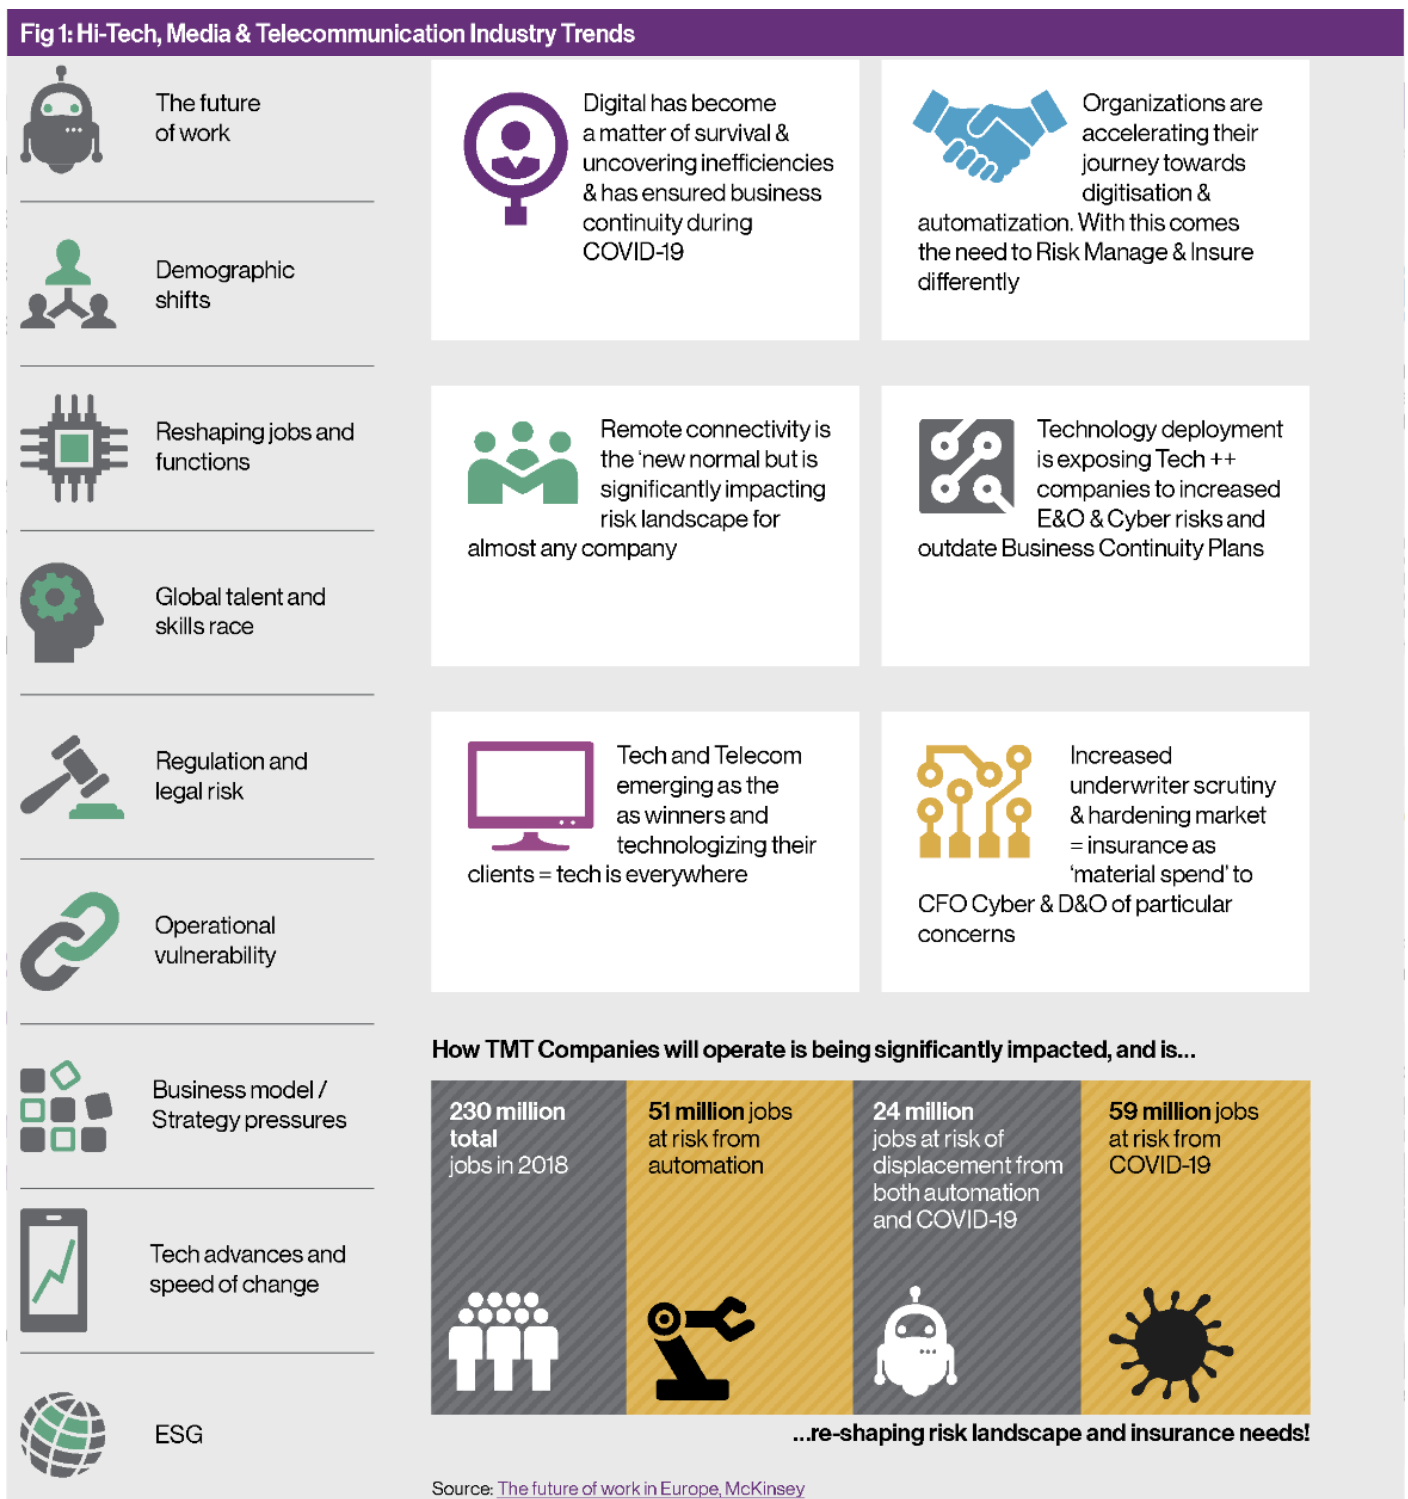 Fig 1: Hi-Tech, Media & Telecommunication Industry Trends
The future
of work
Demographic
shifts
Reshaping jobs and
functions
Global talent and
skills race
Regulation and
legal risk
Operational
vulnerability
Business model /
Strategy pressures
Tech advances and
speed of change
ESG
Digital has become
a matter of survival &
uncovering inefficiencies
& has ensured business
continuity during
COVID-19
Organizations are
accelerating their
journey towards
digitisation &
automatization. With this comes
the need to Risk Manage & Insure
differently
Remote connectivity is
the ‘new normal but is
significantly impacting
risk landscape for
almost any company
Technology deployment
is exposing Tech ++
companies to increased
E&O & Cyber risks and
outdate Business Continuity Plans
Tech and Telecom
emerging as the
as winners and
technologizing their
clients = tech is everywhere
Increased
underwriter scrutiny
& hardening market
= insurance as
‘material spend’ to
CFO Cyber & D&O of particular
concerns
How TMT Companies will operate is being significantly impacted, and is...
230 million
total
jobs in 2018
51 million jobs
at risk from
automation
24 million
jobs at risk of
displacement from
both automation
and COVID-19
59 million jobs
at risk from
COVID-19
...re-shaping risk landscape and insurance needs!
Source: The future of work in Europe, McKinsey